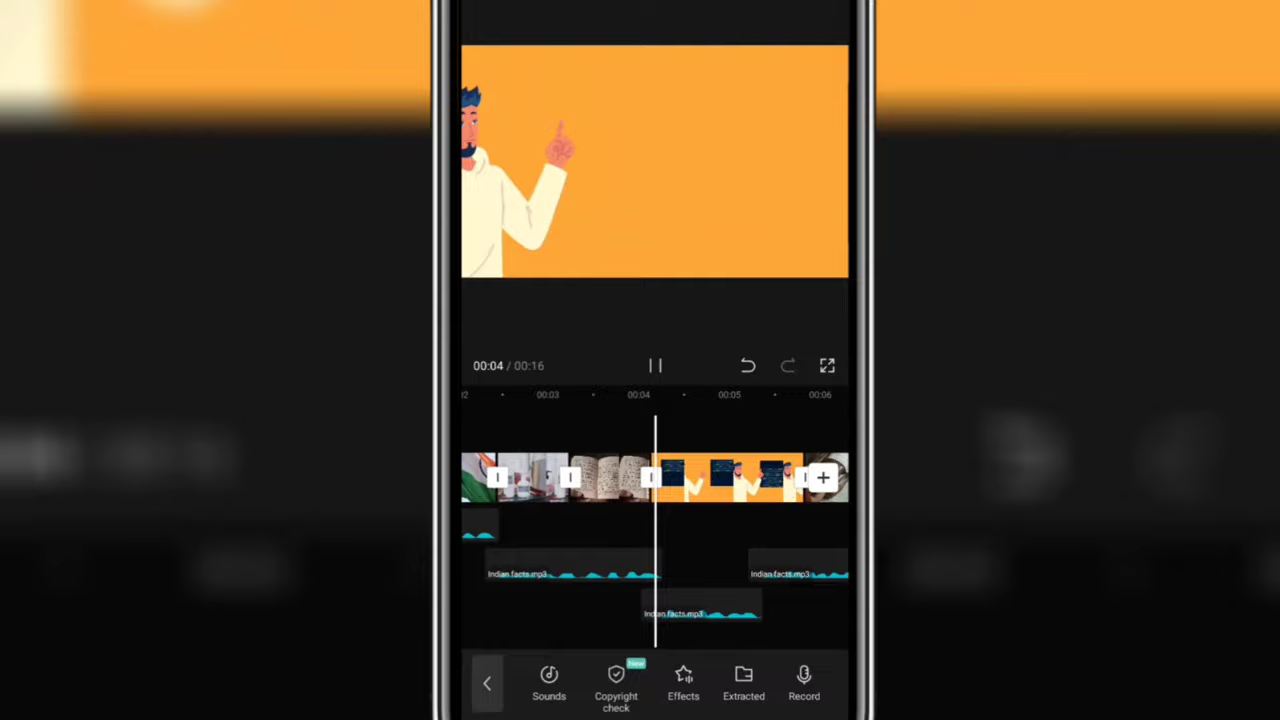 00:04 / 00:16
00:03
00:04
00:05
00:06
Indian facts.mp3
Indian facts.mp3
Indian facts.mp3
New
Sounds
Copyright
check
Effects
Extracted
Record